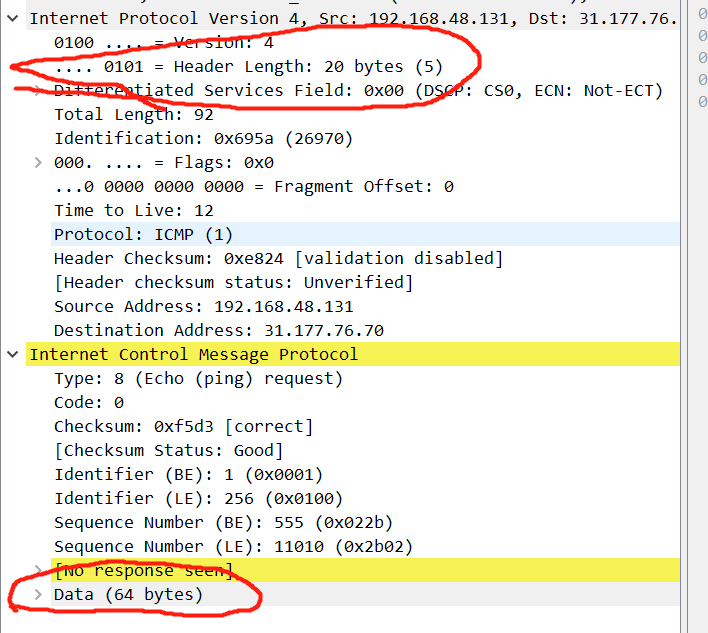 Internet Protocol Version 4, Src: 192.168.48.131, Dst: 31.177.76.
0100 .... = Version: 4
.... 0101 = Header Length: 20 bytes (5)
Differentiated Services Field: 0x00 (DSCP: CS0, ECN: Not-ECT)
Total Length: 92
Identification: 0x695a (26970)
000. .... = Flags: 0x0
...0 0000 0000 0000 = Fragment Offset: 0
Time to Live: 12
Protocol: ICMP (1)
Header Checksum: 0xe824 [validation disabled]
[Header checksum status: Unverified]
Source Address: 192.168.48.131
Destination Address: 31.177.76.70
Internet Control Message Protocol
Type: 8 (Echo (ping) request)
Code: 0
Checksum: 0xf5d3 [correct]
[Checksum Status: Good]
Identifier (BE): 1 (0x0001)
Identifier (LE): 256 (0x0100)
Sequence Number (BE): 555 (0x022b)
Sequence Number (LE): 11010 (0x2b02)
[No response seen]
Data (64 bytes)